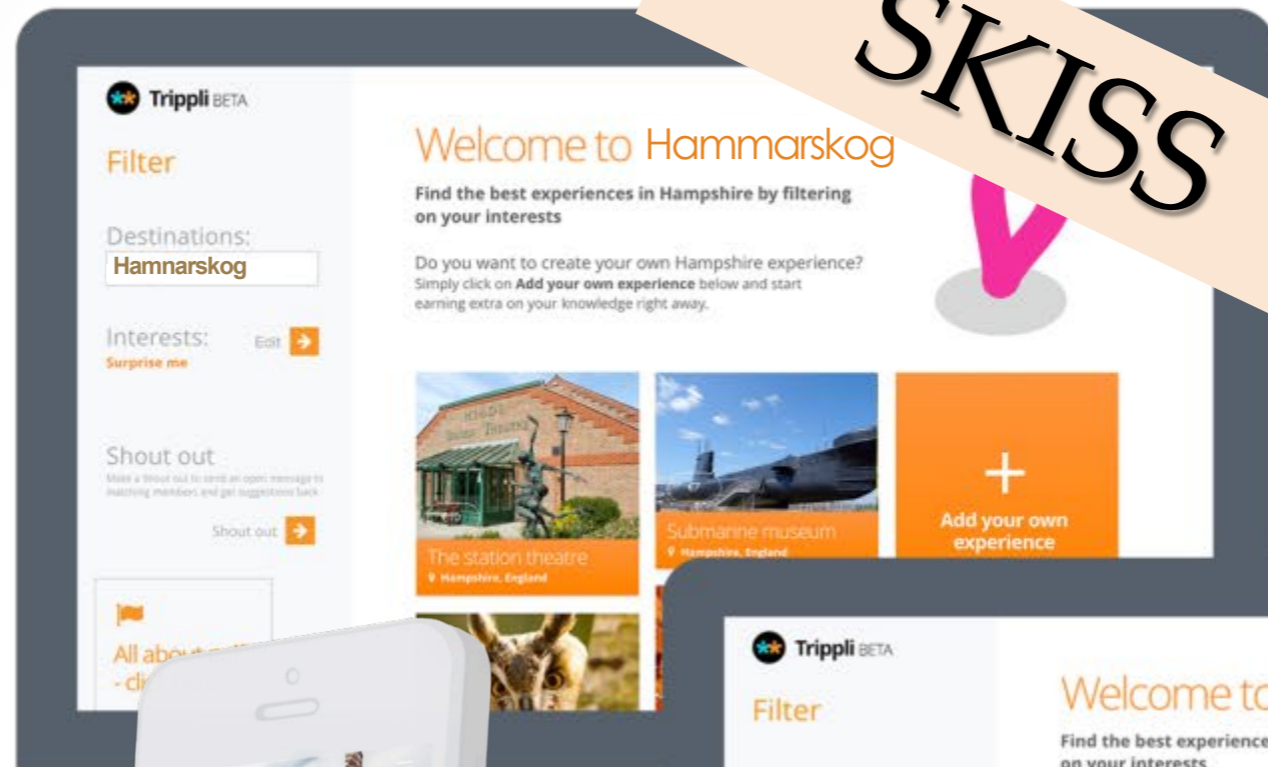 SKISS
Trippli BETA
Filter
Destinations:
Hamnarskog
Interests:
Edit
Surprise me
Shout out
Make a Shout out to send an open message to
matching members and get suggestions back
Shout out
All about
- cli
Welcome to Hammarskog
Find the best experiences in Hampshire by filtering
on your interests
Do you want to create your own Hampshire experience?
Simply click on Add your own experience below and start
earning extra on your knowledge right away.
The station theatre
Hampshire, England
Submarine museum
Hampshire, England
+
Add your own
experience
Trippli BETA
Filter
Welcome to
Find the best experience
on your interests